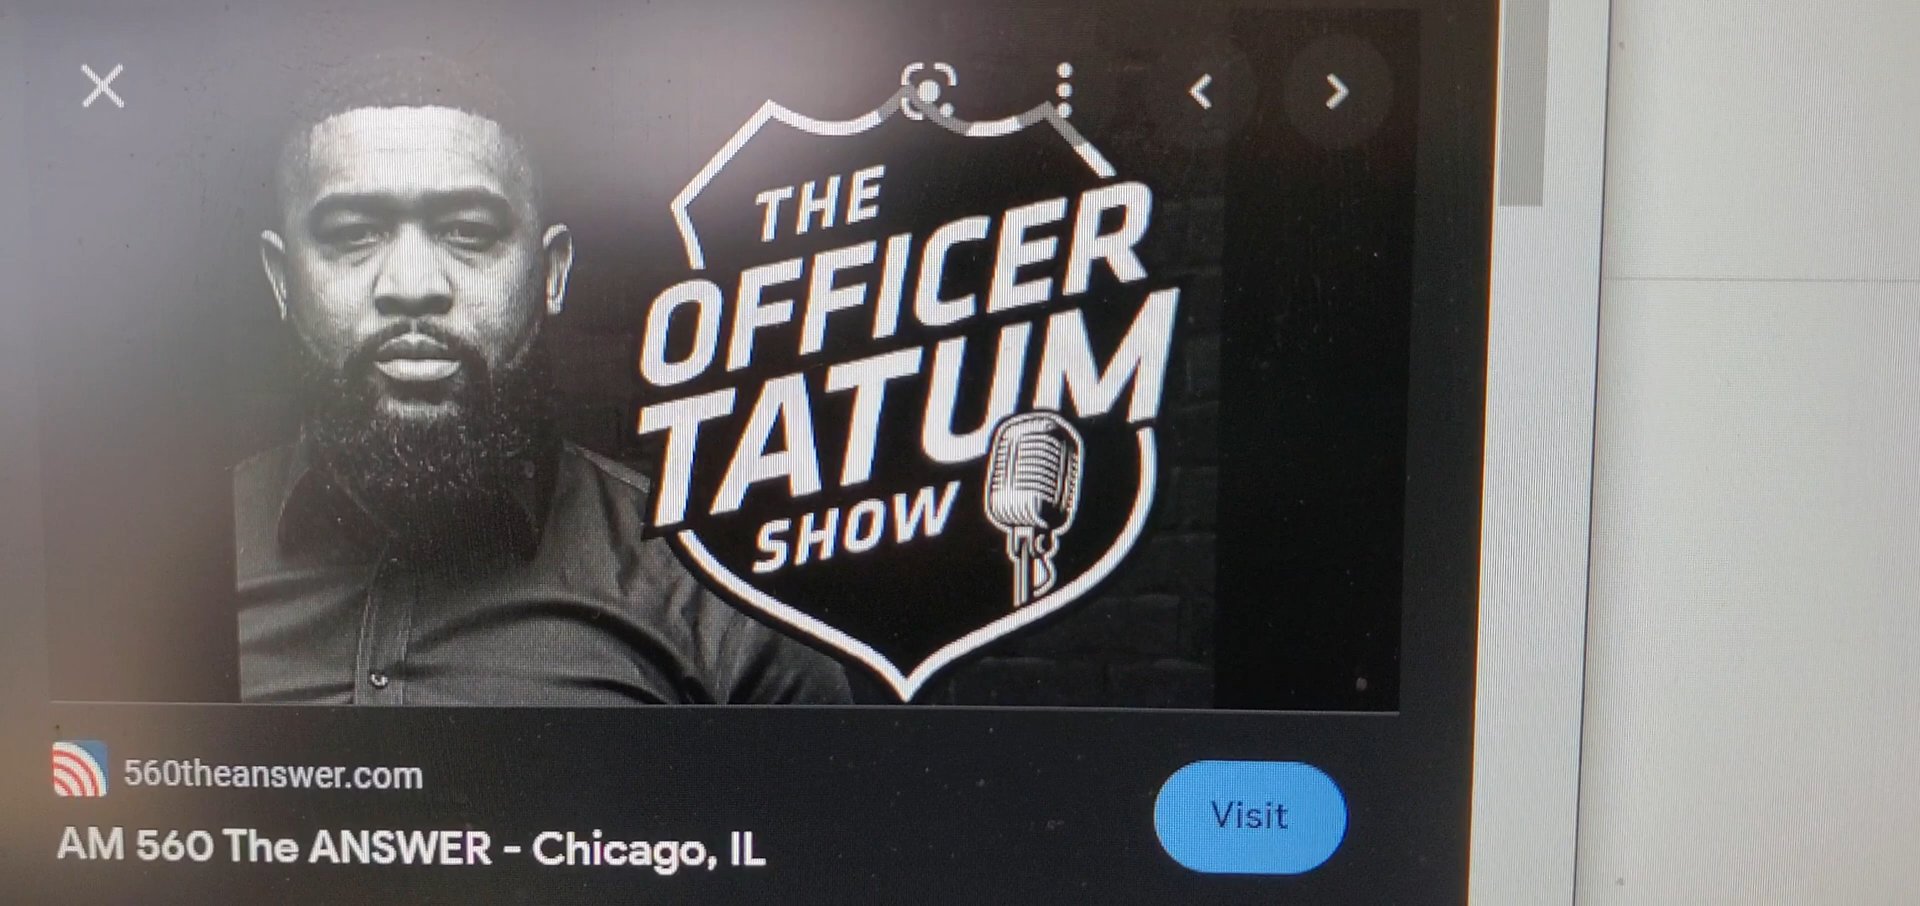 THE
OFFICER
TATUM
SHOW
560theanswer.com
Visit
AM 560 The ANSWER - Chicago, IL